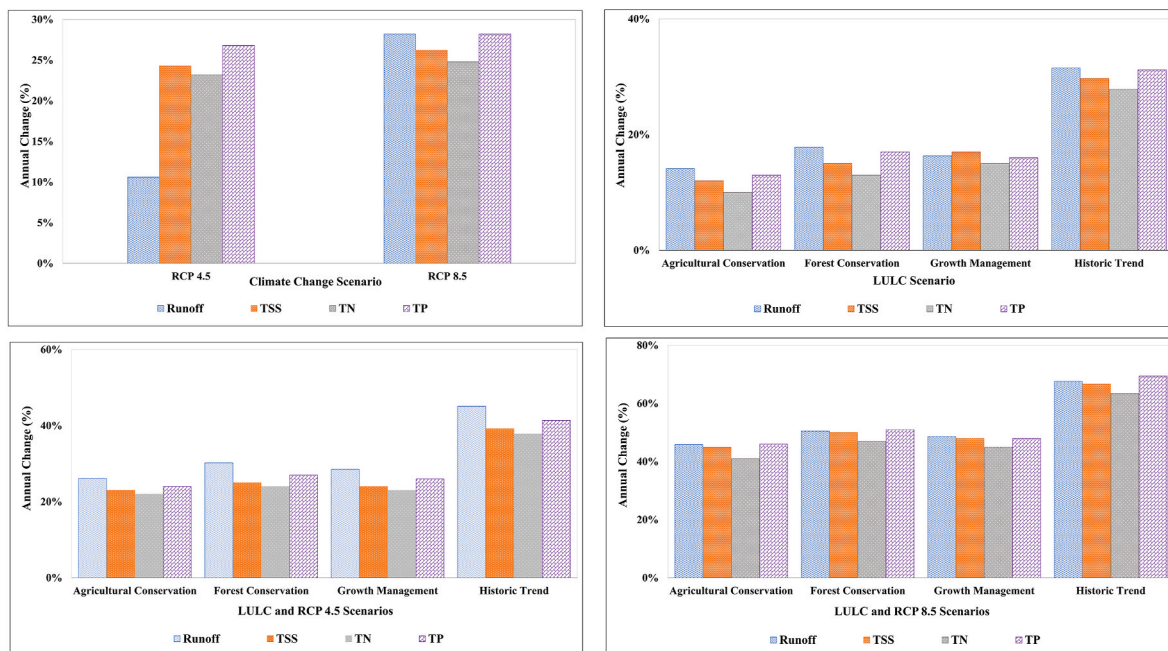 30%
25%
20%
15%
10%
5%
0%
Annual Change (%)
RCP 4.5
RCP 8.5
Climate Change Scenario
Runoff TSS TN TP
40%
20%
0%
Annual Change (%)
Agricultural Conservation Forest Conservation Growth Management Historic Trend
LULC Scenario
Runoff TSS TN TP
60%
40%
20%
0%
Annual Change (%)
Agricultural Conservation Forest Conservation Growth Management Historic Trend
LULC and RCP 4.5 Scenarios
Runoff TSS TN TP
80%
60%
40%
20%
0%
Annual Change (%)
Agricultural Conservation Forest Conservation Growth Management Historic Trend
LULC and RCP 8.5 Scenarios
Runoff TSS TN TP